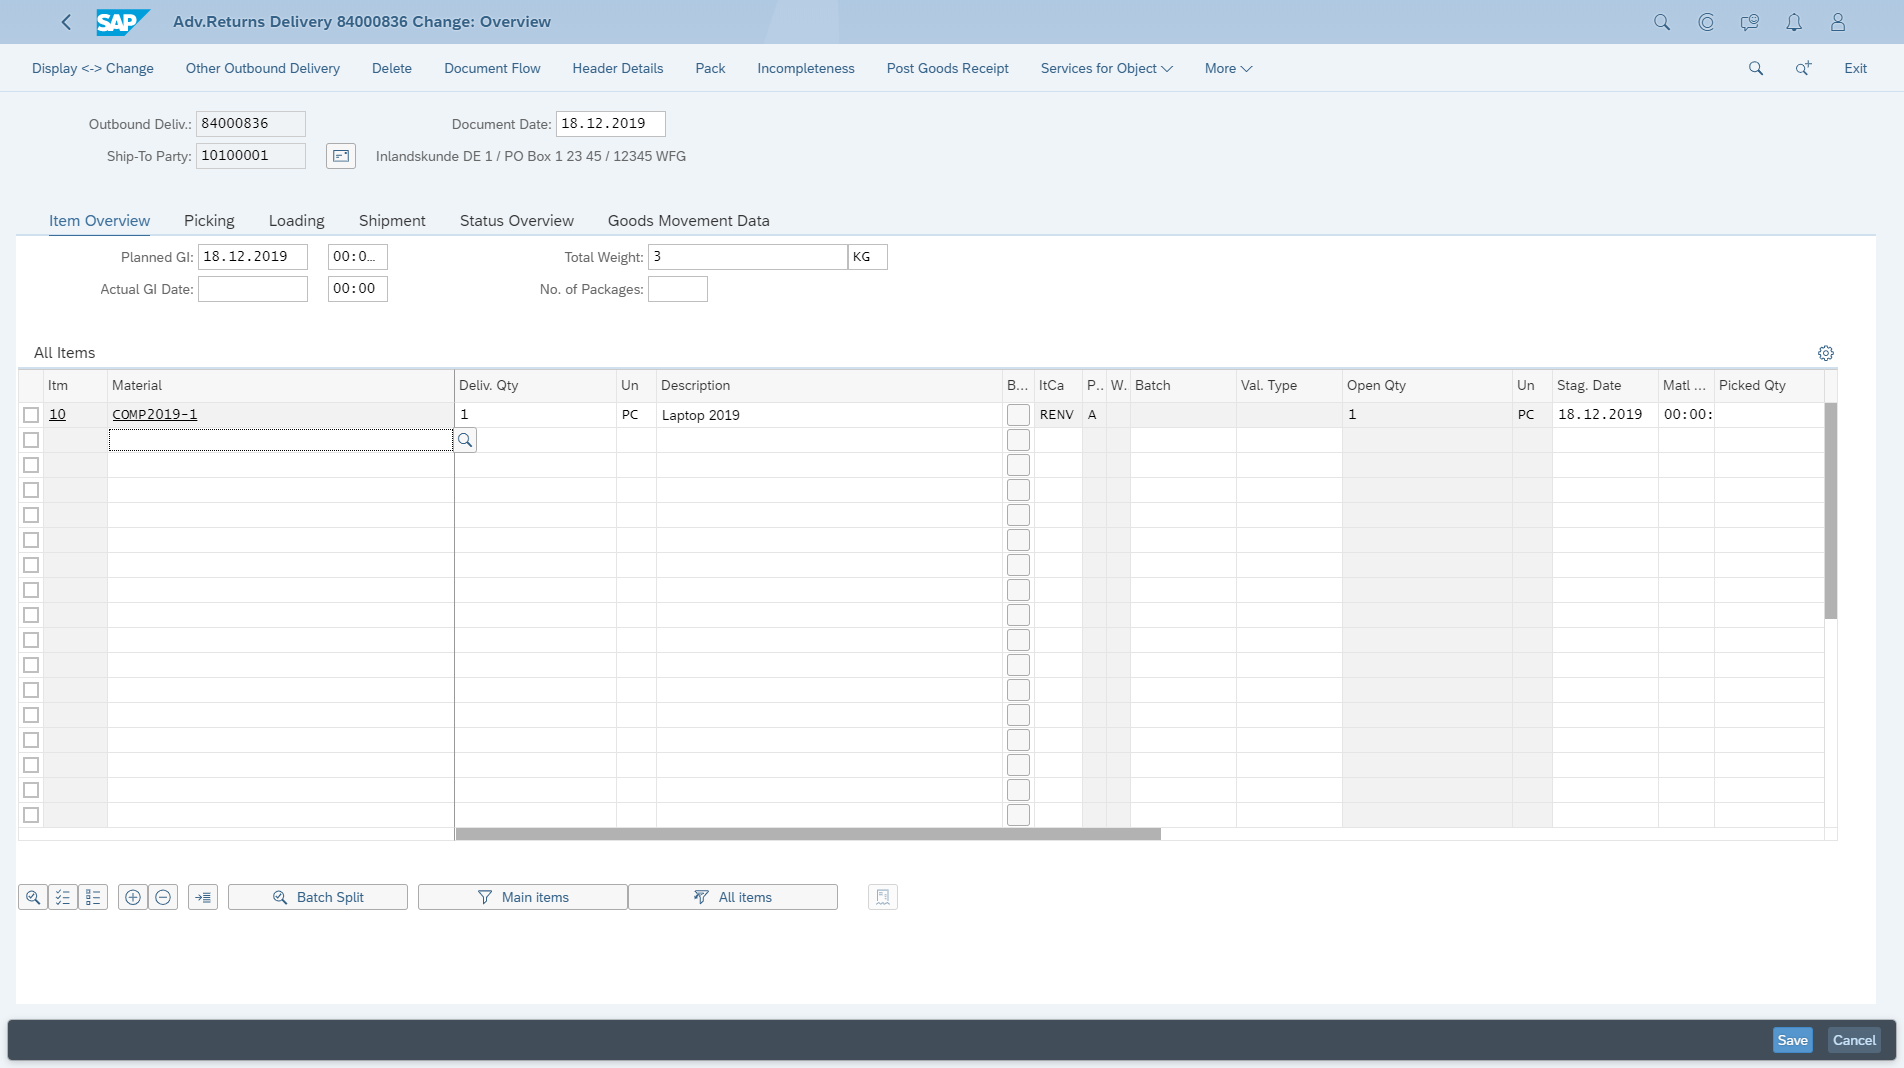 SAP Adv.Returns Delivery 84000836 Change: Overview
Display <-> Change Other Outbound Delivery Delete Document Flow Header Details Pack Incompleteness Post Goods Receipt Services for Object More Exit
Outbound Deliv.: 84000836 Document Date: 18.12.2019
Ship-To Party: 10100001 Inlandskunde DE 1 / PO Box 1 23 45 / 12345 WFG
Item Overview Picking Loading Shipment Status Overview Goods Movement Data
Planned GI: 18.12.2019 00:0... Total Weight: 3 KG
Actual GI Date: 00:00 No. of Packages:
All Items
Itm Material Deliv. Qty Un Description B... ItCa P.. W. Batch Val. Type Open Qty Un Stag. Date Matl ... Picked Qty
10 COMP2019-1 1 PC Laptop 2019 RENV A 1 PC 18.12.2019 00:00:
Batch Split Main items All items
Save Cancel